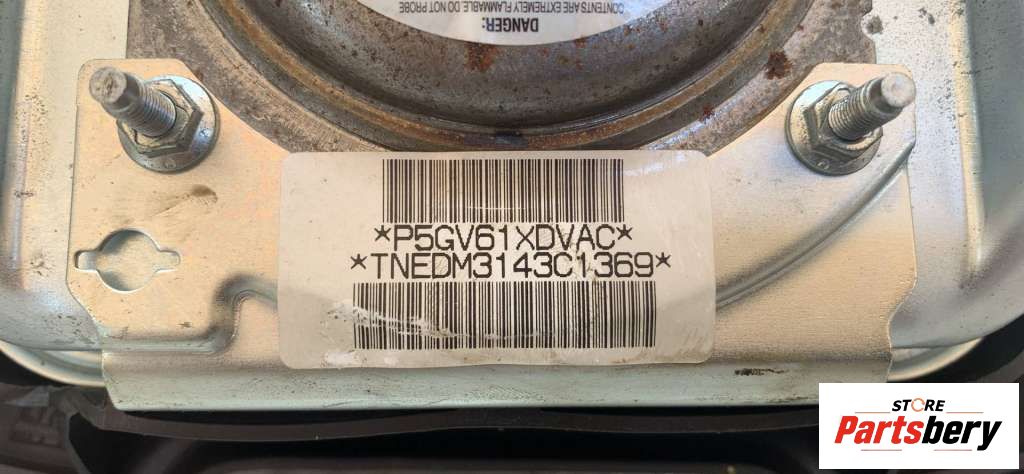 DANGER:
CONTENTS ARE EXTREMELY FLAMMABLE. DO NOT PROBE
*P5GV61XDVAC*
*TNEDM3143C1369*
STORE
Partsbery